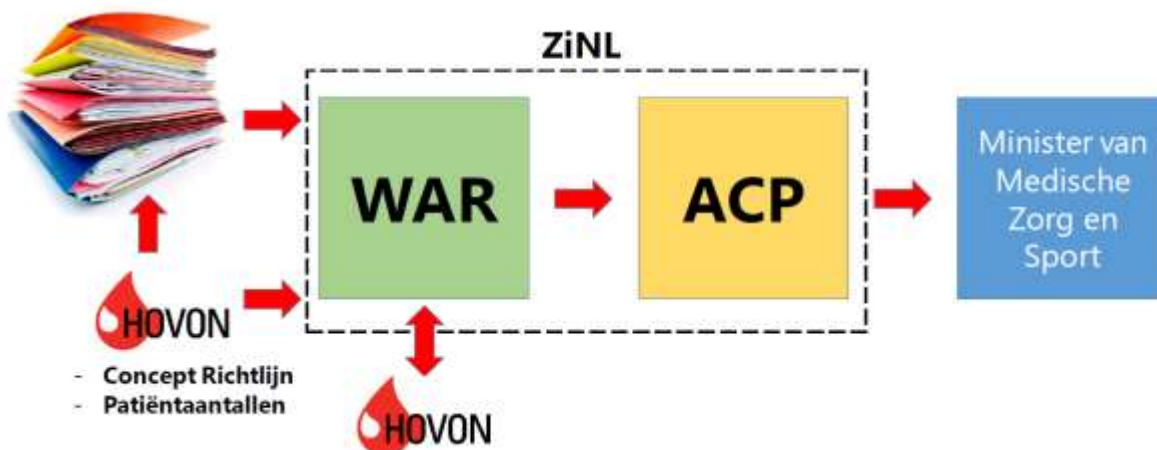 ZiNL
WAR
ACP
Minister van
Medische
Zorg en
Sport
HOVON
- Concept Richtlijn
- Patiëntaantallen
HOVON